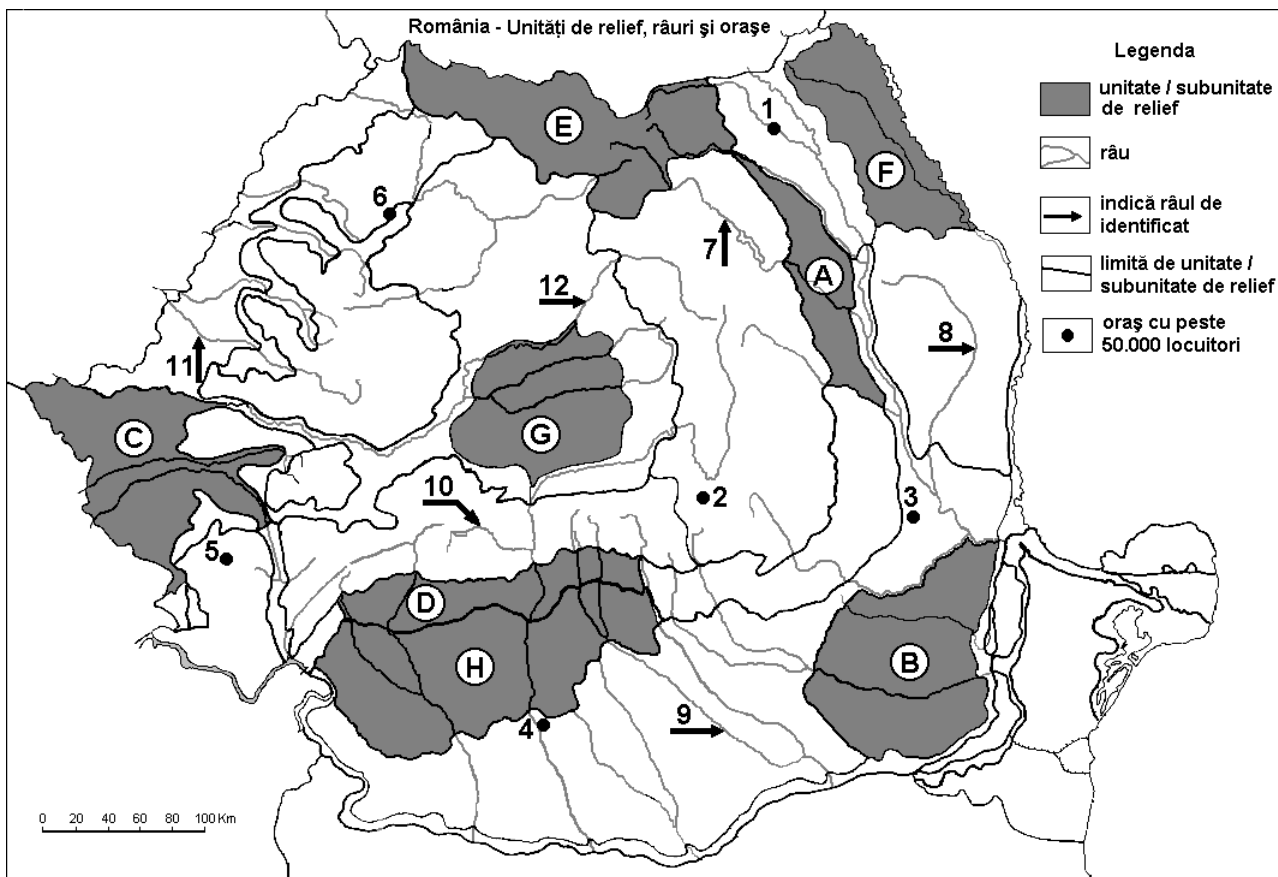 România - Unităţi de relief, râuri şi oraşe
Legenda
unitate / subunitate
de relief
râu
indică râul de
identificat
limită de unitate /
subunitate de relief
oraş cu peste
50.000 locuitori
E
1
F
6
7
A
12
8
11
C
G
10
2
3
5
D
H
B
4
9
0 20 40 60 80 100 Km